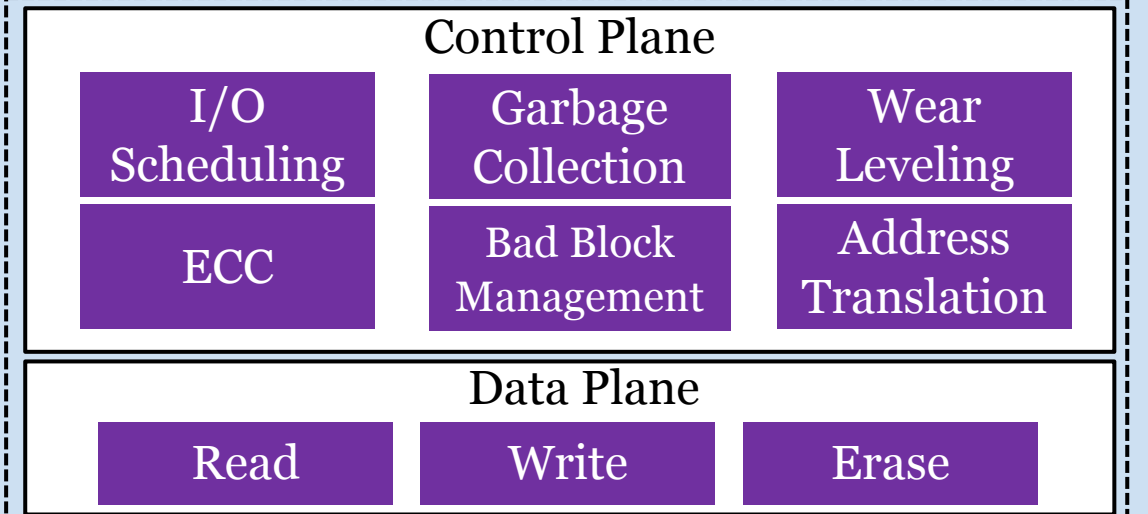 Control Plane
I/O
Scheduling
Garbage
Collection
Wear
Leveling
ECC
Bad Block
Management
Address
Translation
Data Plane
Read
Write
Erase